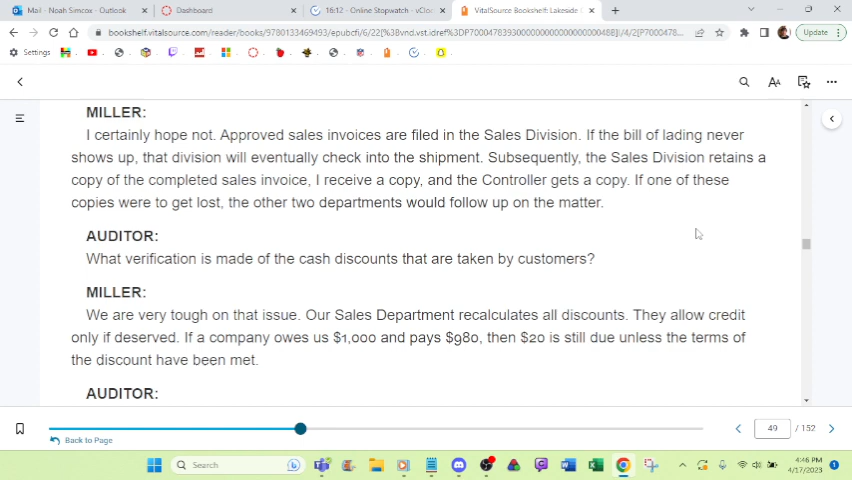 Mail - Noah Simcox - Outlook
Dashboard
16:12 - Online Stopwatch - vClo
VitalSource Bookshelf: Lakeside
bookshelf.vitalsource.com/reader/books/9780133469493/epubcfi/6/22
Update
Settings
MILLER:
I certainly hope not. Approved sales invoices are filed in the Sales Division. If the bill of lading never
shows up, that division will eventually check into the shipment. Subsequently, the Sales Division retains a
copy of the completed sales invoice, I receive a copy, and the Controller gets a copy. If one of these
copies were to get lost, the other two departments would follow up on the matter.
AUDITOR:
What verification is made of the cash discounts that are taken by customers?
MILLER:
We are very tough on that issue. Our Sales Department recalculates all discounts. They allow credit
only if deserved. If a company owes us $1,000 and pays $980, then $20 is still due unless the terms of
the discount have been met.
AUDITOR:
49 / 152
Back to Page
Search
4:46 PM
4/17/2023